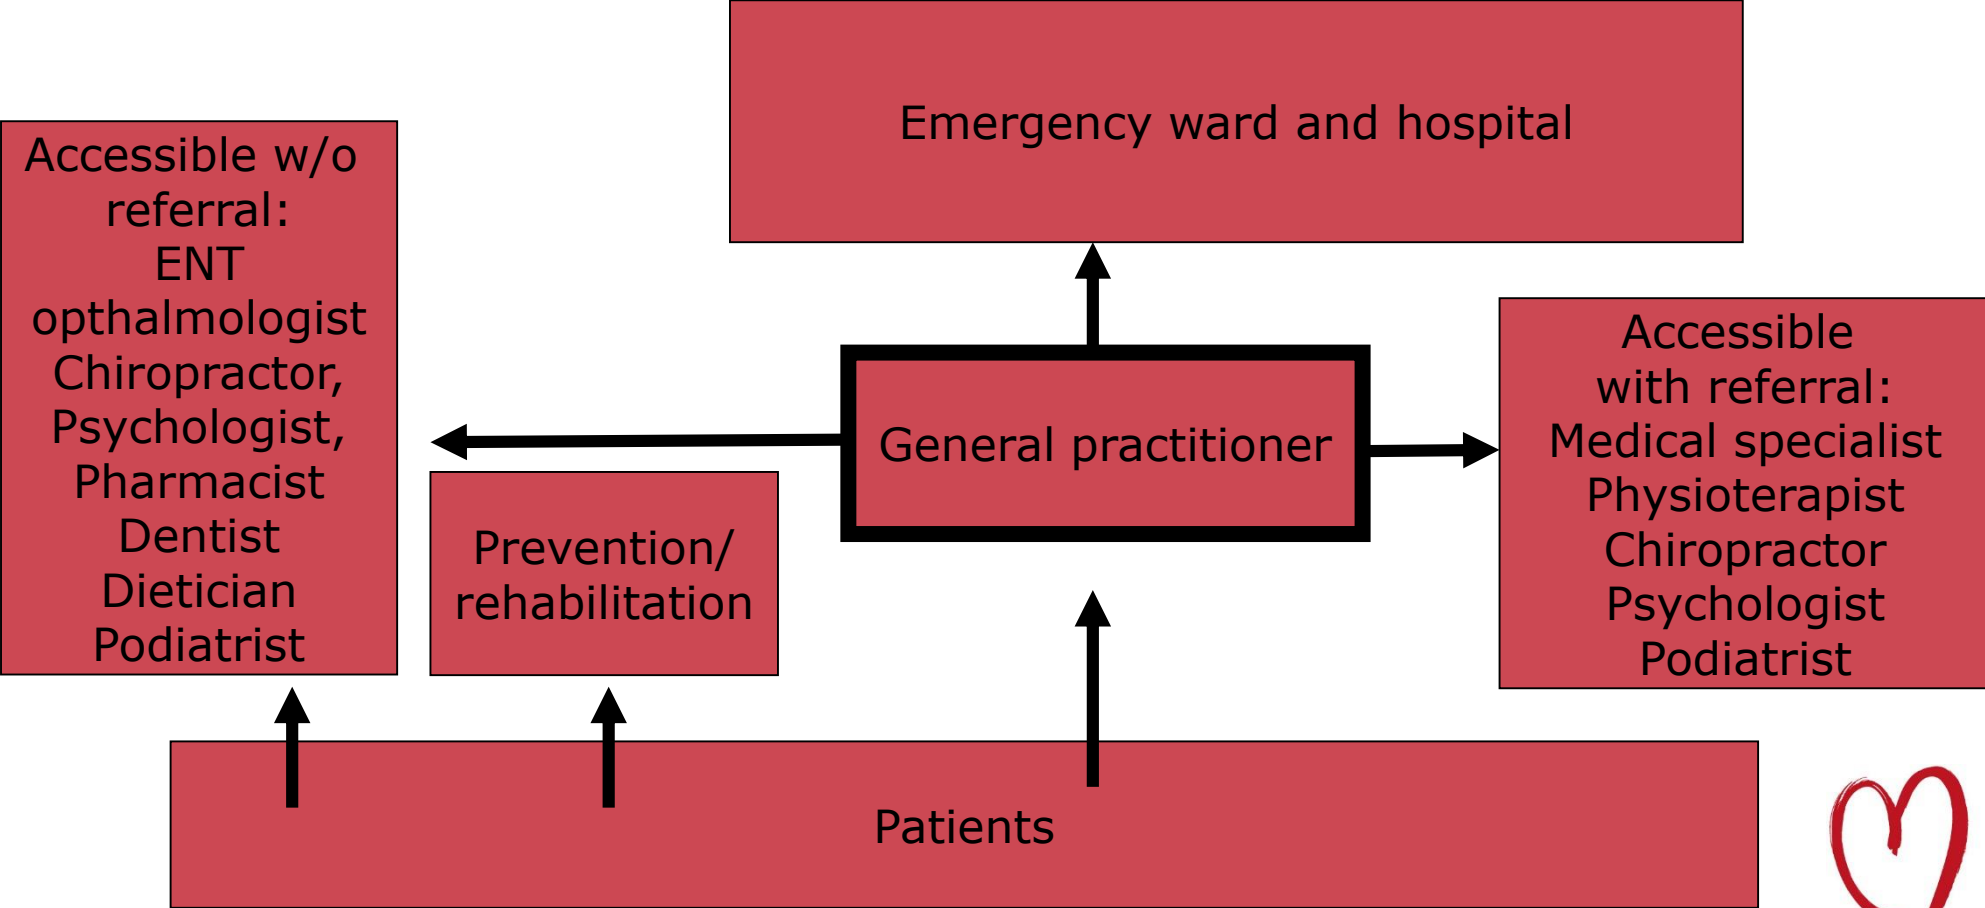 Emergency ward and hospital
Accessible w/o
referral:
ENT
opthalmologist
Chiropractor,
Psychologist,
Pharmacist
Dentist
Dietician
Podiatrist
General practitioner
Prevention/
rehabilitation
Accessible
with referral:
Medical specialist
Physioterapist
Chiropractor
Psychologist
Podiatrist
Patients